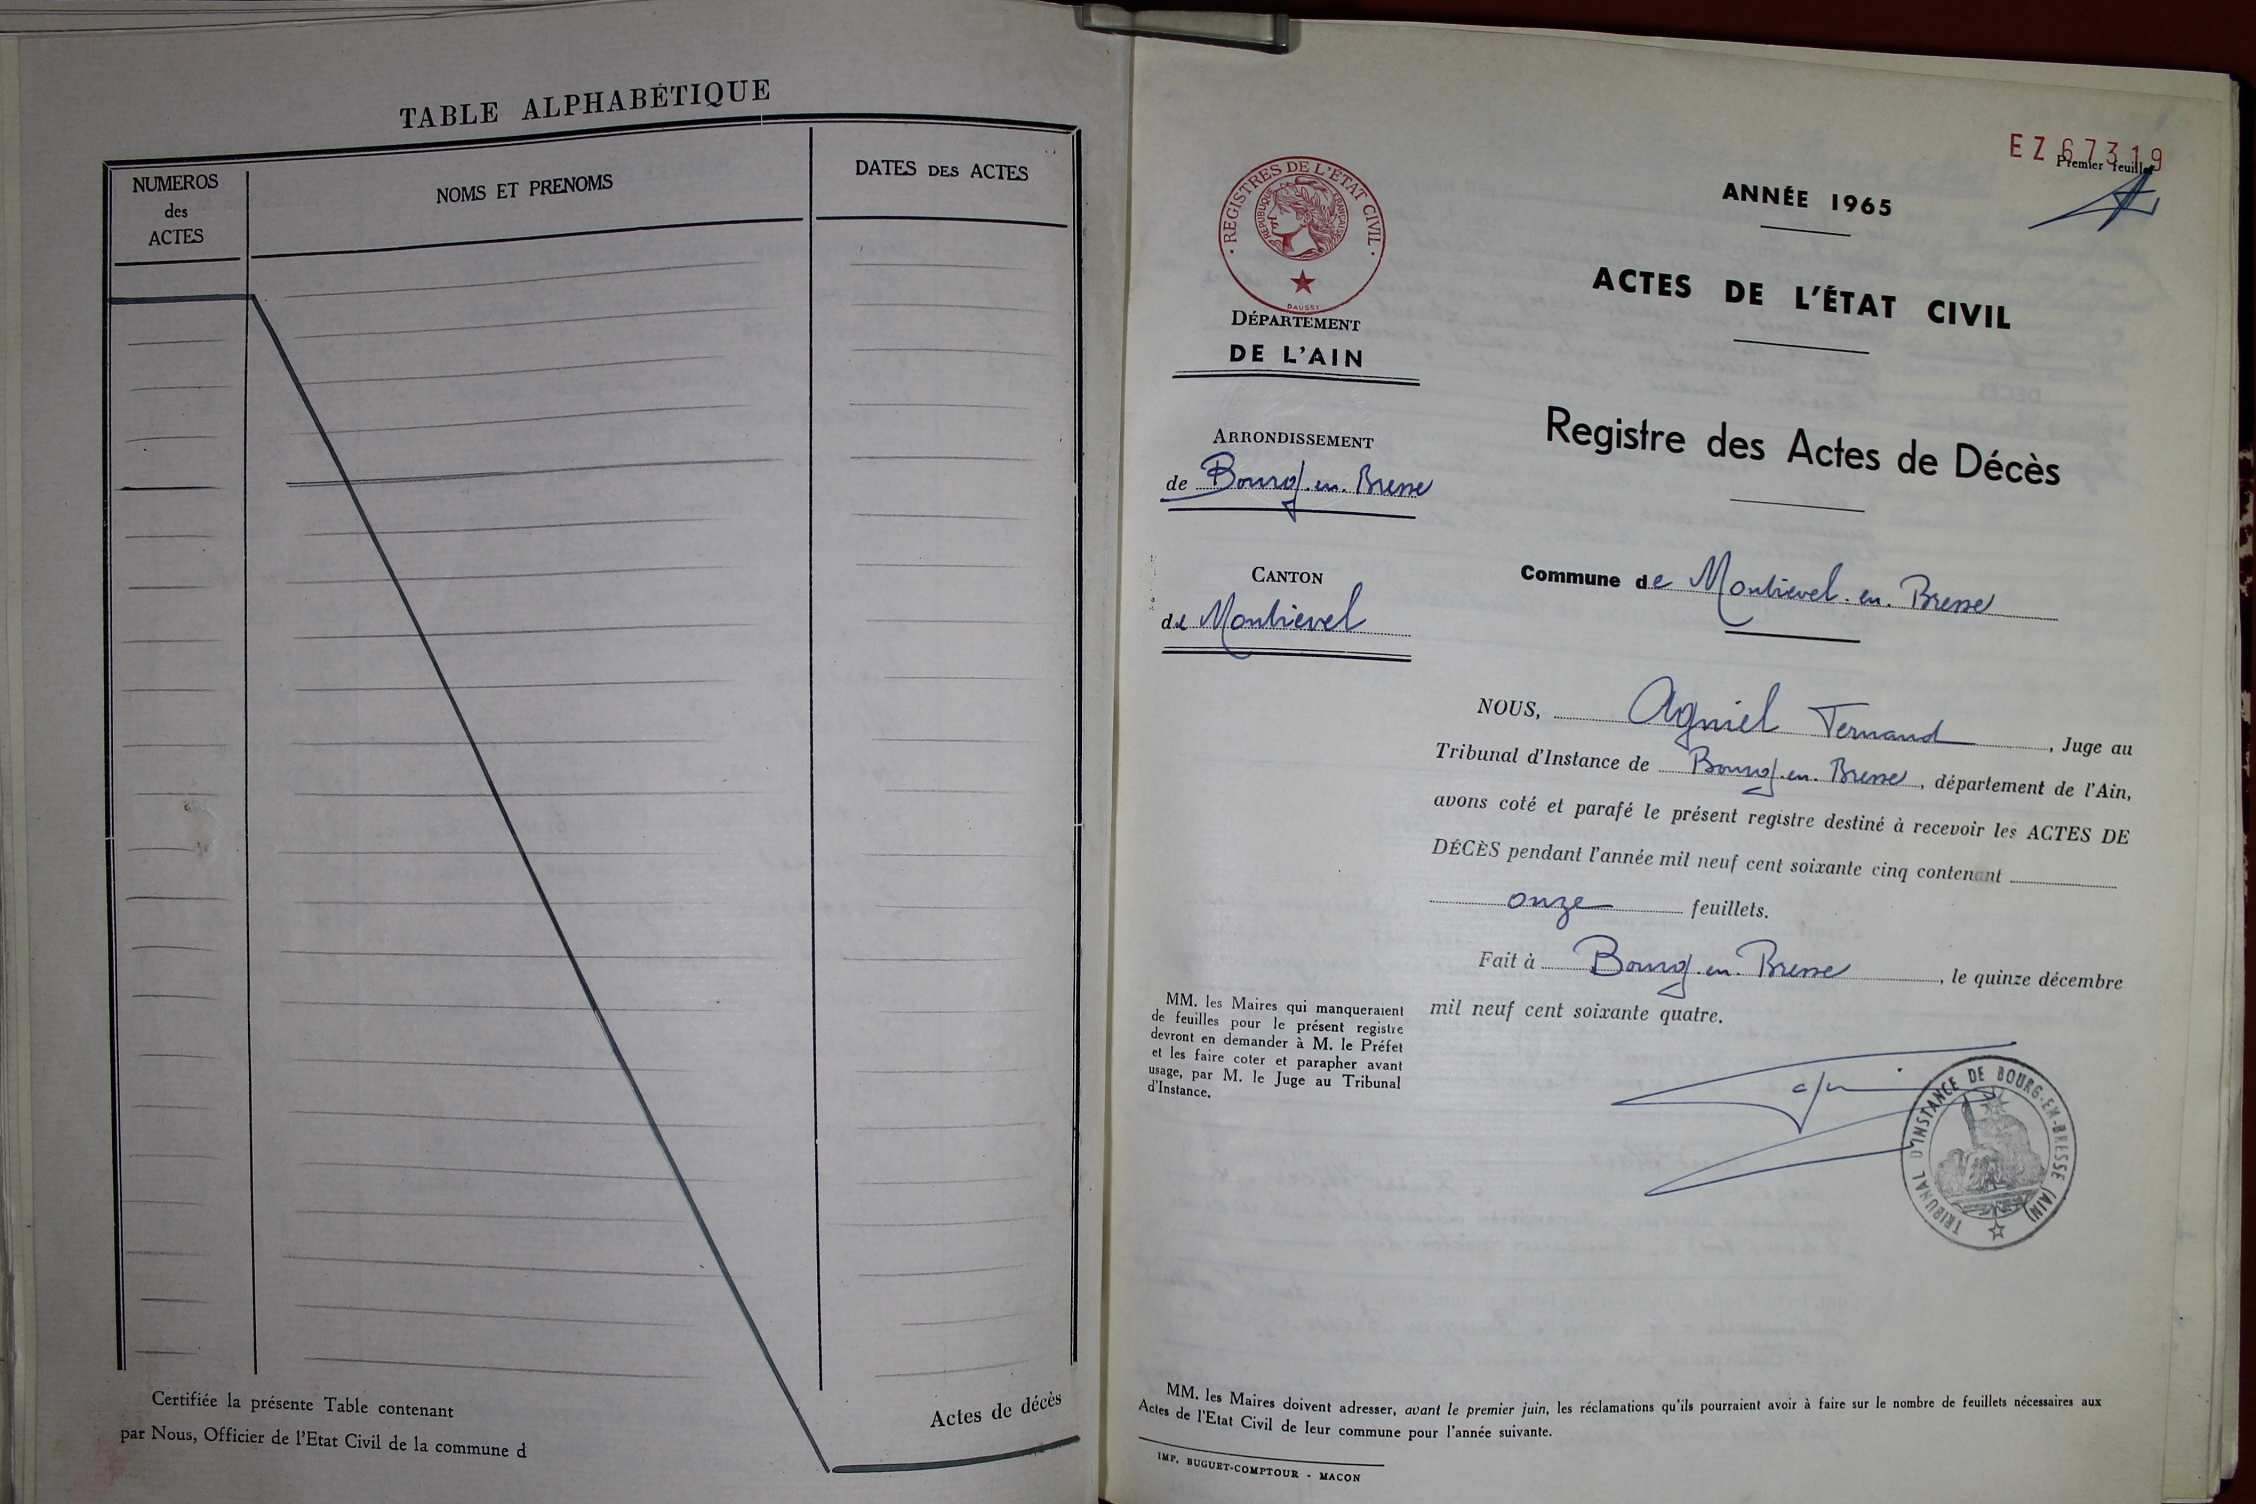 TABLE ALPHABÉTIQUE
NUMEROS
des
ACTES
NOMS ET PRENOMS
DATES DES ACTES
Certifiée la présente Table contenant
Actes de décès
par Nous, Officier de l'Etat Civil de la commune d
EZ 67319
Premier feuillet
REGISTRES DE L'ÉTAT CIVIL
RÉPUBLIQUE FRANÇAISE
DAUSSY
DÉPARTEMENT
DE L'AIN
ARRONDISSEMENT
de Bourg.en.Bresse
CANTON
de Montrevel
ANNÉE 1965
ACTES DE L'ÉTAT CIVIL
Registre des Actes de Décès
Commune de Montrevel.en.Bresse
NOUS, Agniel Fernand, Juge au
Tribunal d'Instance de Bourg.en.Bresse, département de l'Ain,
avons coté et parafé le présent registre destiné à recevoir les ACTES DE
DÉCÈS pendant l'année mil neuf cent soixante cinq contenant
onze feuillets.
Fait à Bourg.en.Bresse, le quinze décembre
mil neuf cent soixante quatre.
MM. les Maires qui manqueraient
de feuilles pour le présent registre
devront en demander à M. le Préfet
et les faire coter et parapher avant
usage, par M. le Juge au Tribunal
d'Instance.
TRIBUNAL D'INSTANCE DE BOURG-EN-BRESSE (AIN)
MM. les Maires doivent adresser, avant le premier juin, les réclamations qu'ils pourraient avoir à faire sur le nombre de feuillets nécessaires aux
Actes de l'Etat Civil de leur commune pour l'année suivante.
IMP. BUGUET-COMPTOUR - MACON